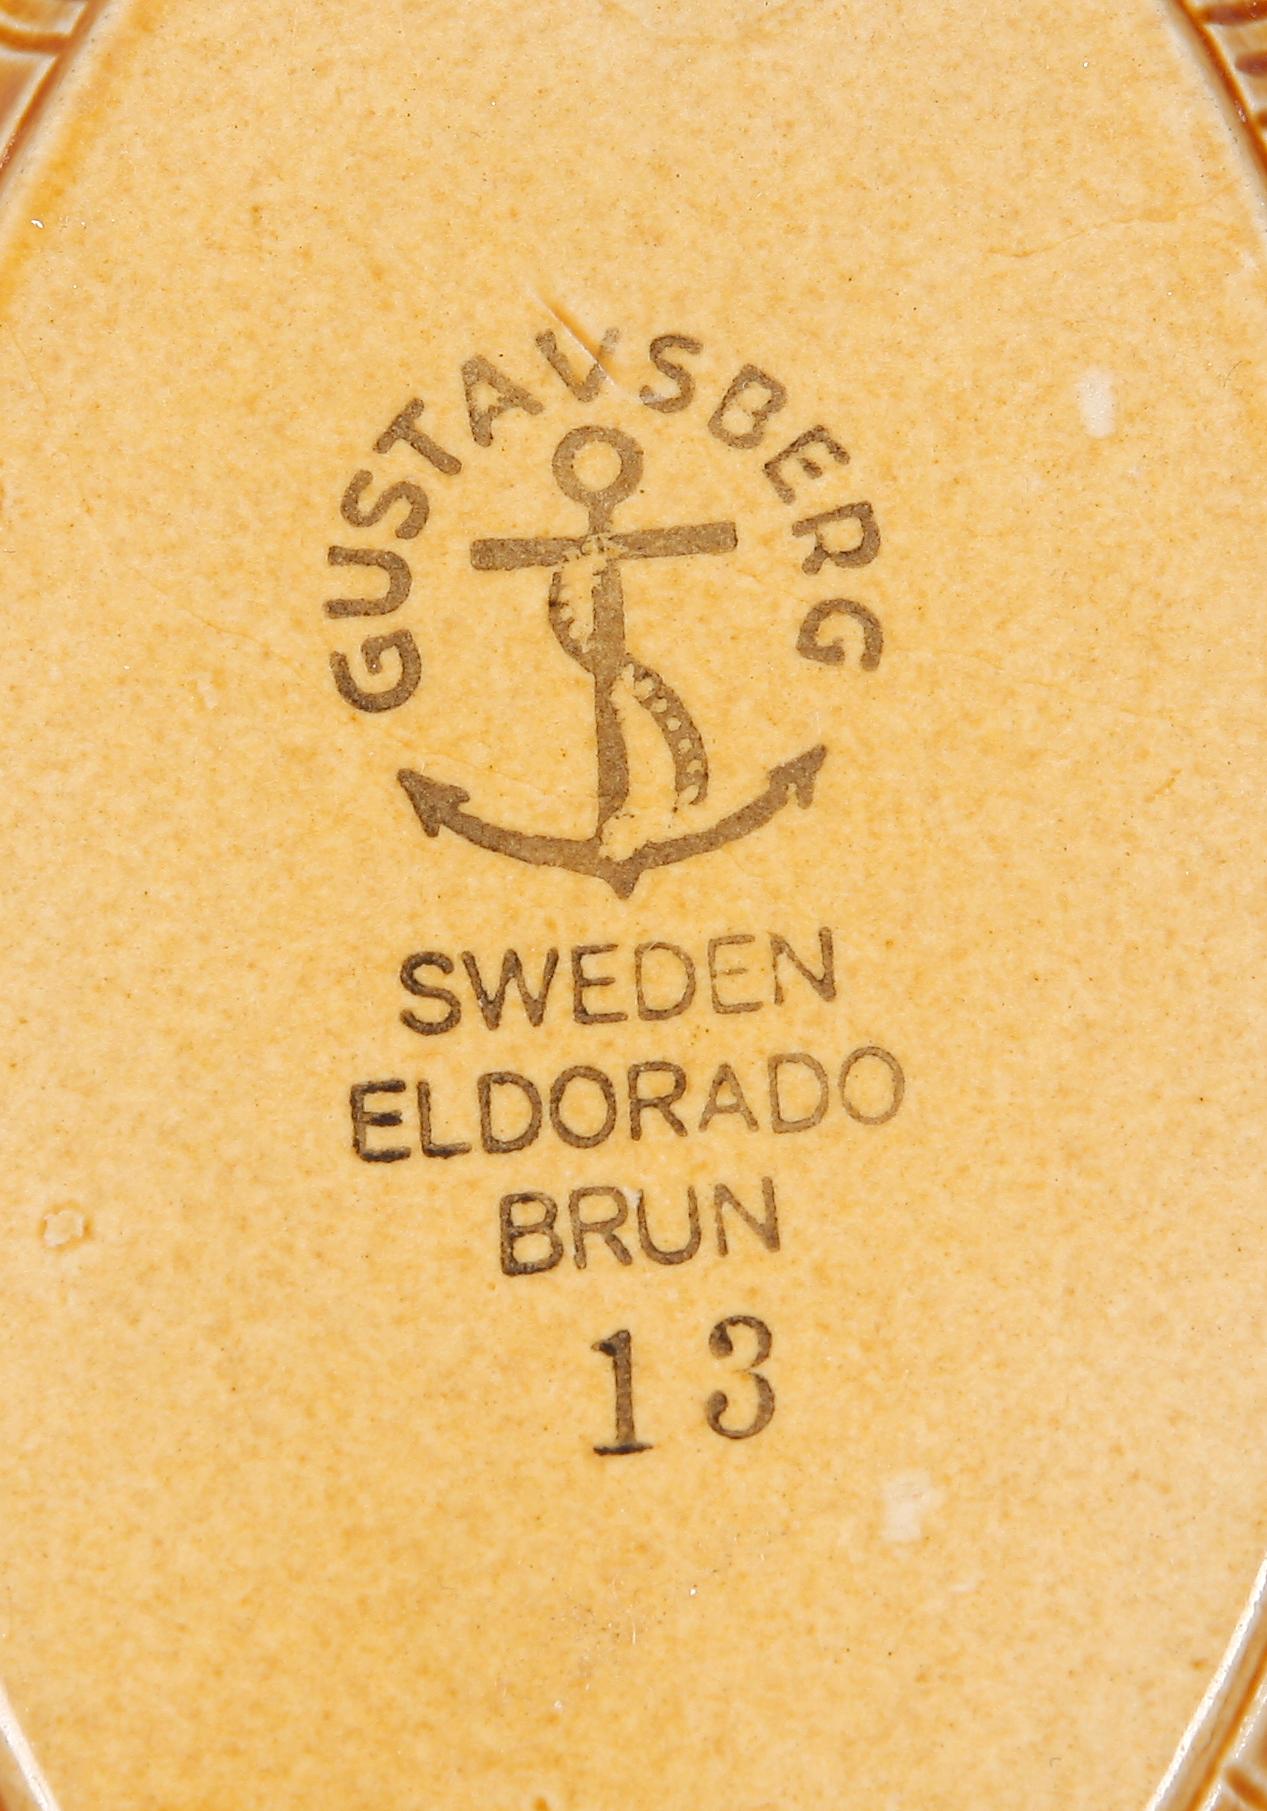 GUSTAVSBERG
SWEDEN
ELDORADO
BRUN
13